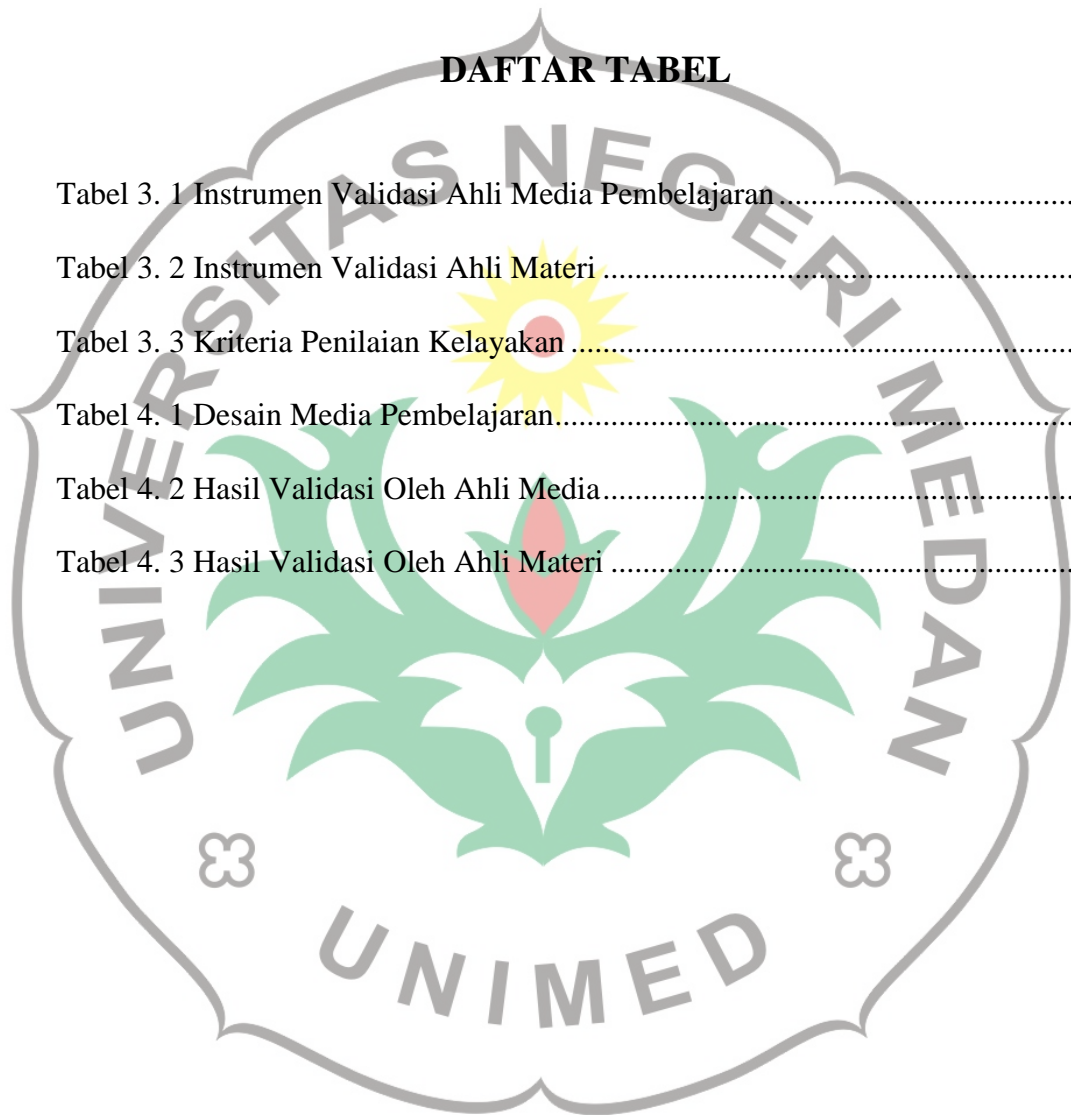 DAFTAR TABEL
Tabel 3. 1 Instrumen Validasi Ahli Media Pembelajaran..................................
Tabel 3. 2 Instrumen Validasi Ahli Materi .........................................................
Tabel 3. 3 Kriteria Penilaian Kelayakan .............................................................
Tabel 4. 1 Desain Media Pembelajaran...............................................................
Tabel 4. 2 Hasil Validasi Oleh Ahli Media.........................................................
Tabel 4. 3 Hasil Validasi Oleh Ahli Materi ........................................................
UNIVERSITAS NEGERI MEDAN
UNIMED